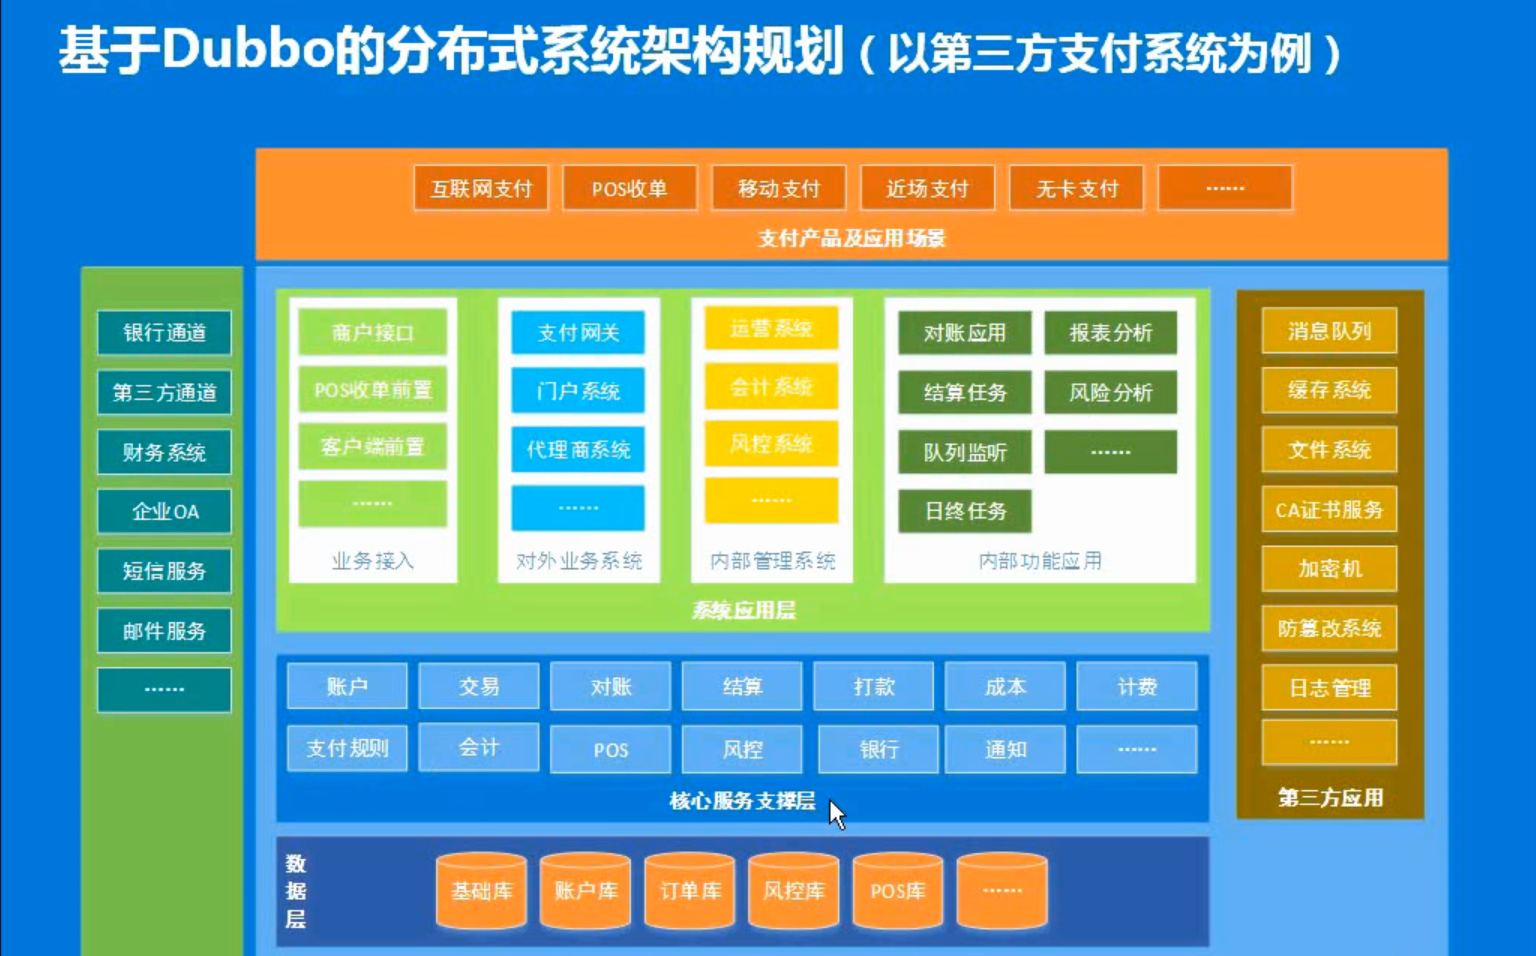 基于Dubbo的分布式系统架构规划（以第三方支付系统为例）
互联网支付
POS收单
移动支付
近场支付
无卡支付
······
支付产品及应用场景
银行通道
第三方通道
财务系统
企业OA
短信服务
邮件服务
······
商户接口
POS收单前置
客户端前置
······
业务接入
支付网关
门户系统
代理商系统
······
对外业务系统
运营系统
会计系统
风控系统
······
内部管理系统
对账应用
报表分析
结算任务
风险分析
队列监听
······
日终任务
内部功能应用
系统应用层
账户
交易
对账
结算
打款
成本
计费
支付规则
会计
POS
风控
银行
通知
······
核心服务支撑层
数据层
基础库
账户库
订单库
风控库
POS库
······
消息队列
缓存系统
文件系统
CA证书服务
加密机
防篡改系统
日志管理
······
第三方应用